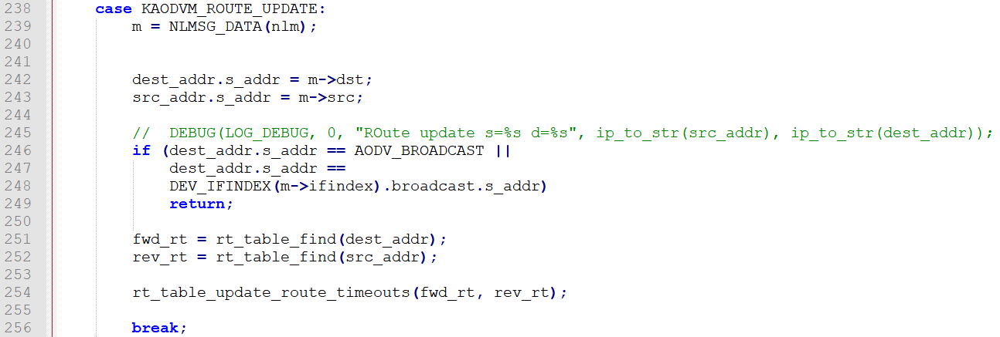 238 case KAODVM_ROUTE_UPDATE:
239 m = NLMSG_DATA(nlm);
240
241
242 dest_addr.s_addr = m->dst;
243 src_addr.s_addr = m->src;
244
245 //  DEBUG(LOG_DEBUG, 0, "ROute update s=%s d=%s", ip_to_str(src_addr), ip_to_str(dest_addr));
246 if (dest_addr.s_addr == AODV_BROADCAST ||
247 dest_addr.s_addr ==
248 DEV_IFINDEX(m->ifindex).broadcast.s_addr)
249 return;
250
251 fwd_rt = rt_table_find(dest_addr);
252 rev_rt = rt_table_find(src_addr);
253
254 rt_table_update_route_timeouts(fwd_rt, rev_rt);
255
256 break;